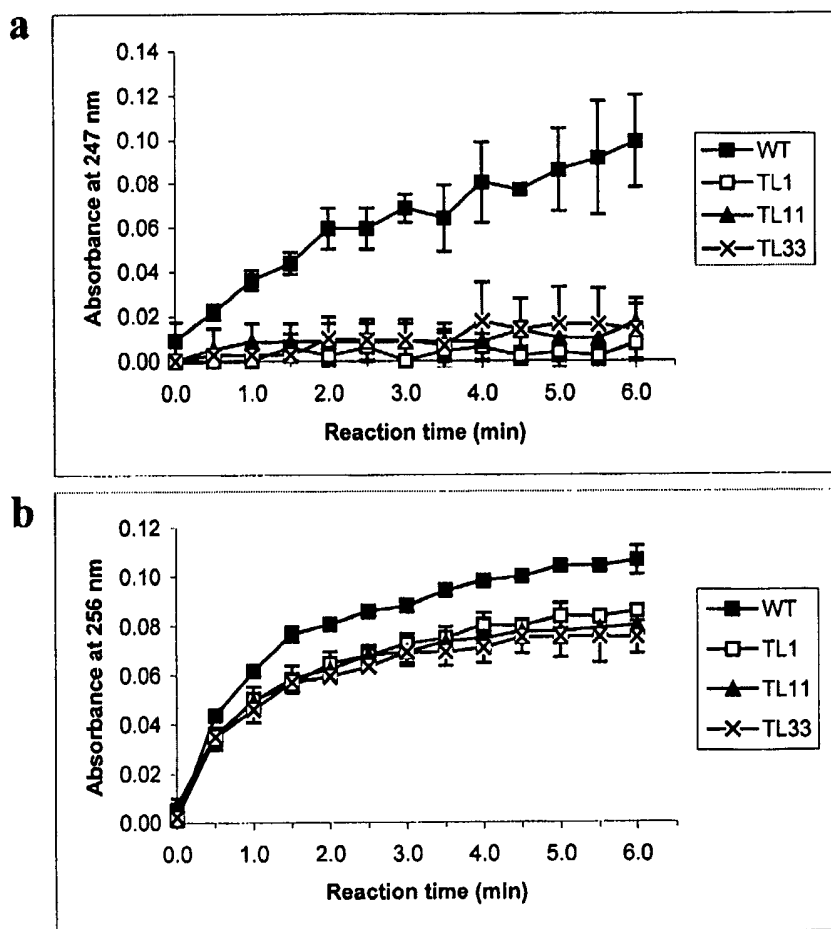 a
0.14
0.12
0.10
0.08
0.06
0.04
0.02
0.00
Absorbance at 247 nm
0.0 1.0 2.0 3.0 4.0 5.0 6.0
Reaction time (min)
WT
TL1
TL11
TL33
b
0.12
0.10
0.08
0.06
0.04
0.02
0.00
Absorbance at 256 nm
0.0 1.0 2.0 3.0 4.0 5.0 6.0
Reaction time (min)
WT
TL1
TL11
TL33